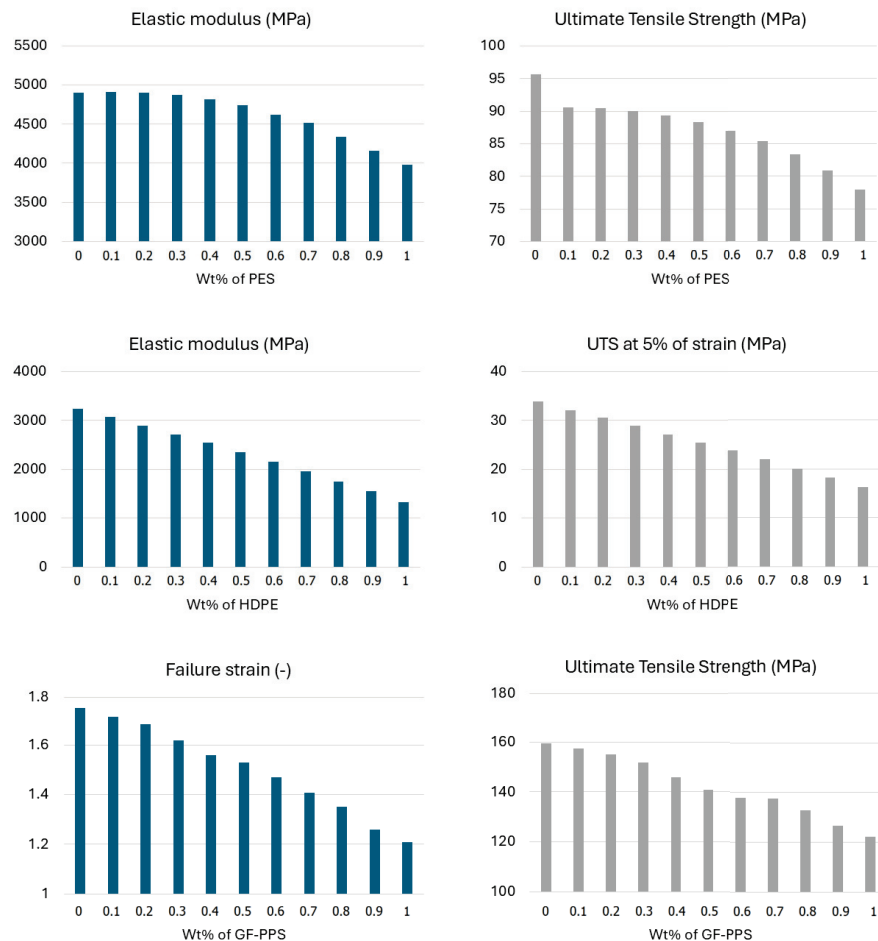 Elastic modulus (MPa)
5500
5000
4500
4000
3500
3000
0 0.1 0.2 0.3 0.4 0.5 0.6 0.7 0.8 0.9 1
Wt% of PES
Ultimate Tensile Strength (MPa)
100
95
90
85
80
75
70
0 0.1 0.2 0.3 0.4 0.5 0.6 0.7 0.8 0.9 1
Wt% of PES
Elastic modulus (MPa)
4000
3000
2000
1000
0
0 0.1 0.2 0.3 0.4 0.5 0.6 0.7 0.8 0.9 1
Wt% of HDPE
UTS at 5% of strain (MPa)
40
30
20
10
0
0 0.1 0.2 0.3 0.4 0.5 0.6 0.7 0.8 0.9 1
Wt% of HDPE
Failure strain (-)
1.8
1.6
1.4
1.2
1
0 0.1 0.2 0.3 0.4 0.5 0.6 0.7 0.8 0.9 1
Wt% of GF-PPS
Ultimate Tensile Strength (MPa)
180
160
140
120
100
0 0.1 0.2 0.3 0.4 0.5 0.6 0.7 0.8 0.9 1
Wt% of GF-PPS